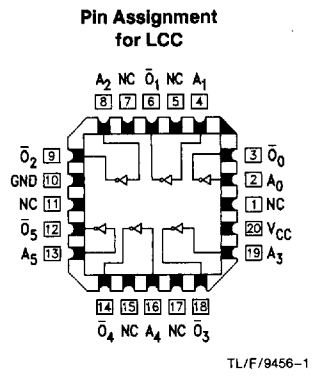 Pin Assignment
for LCC
A2 NC Ō1 NC A1
8 7 6 5 4
Ō2 9 3 Ō0
GND 10 2 A0
NC 11 1 NC
Ō5 12 20 VCC
A5 13 19 A3
14 15 16 17 18
Ō4 NC A4 NC Ō3
TL/F/9456-1